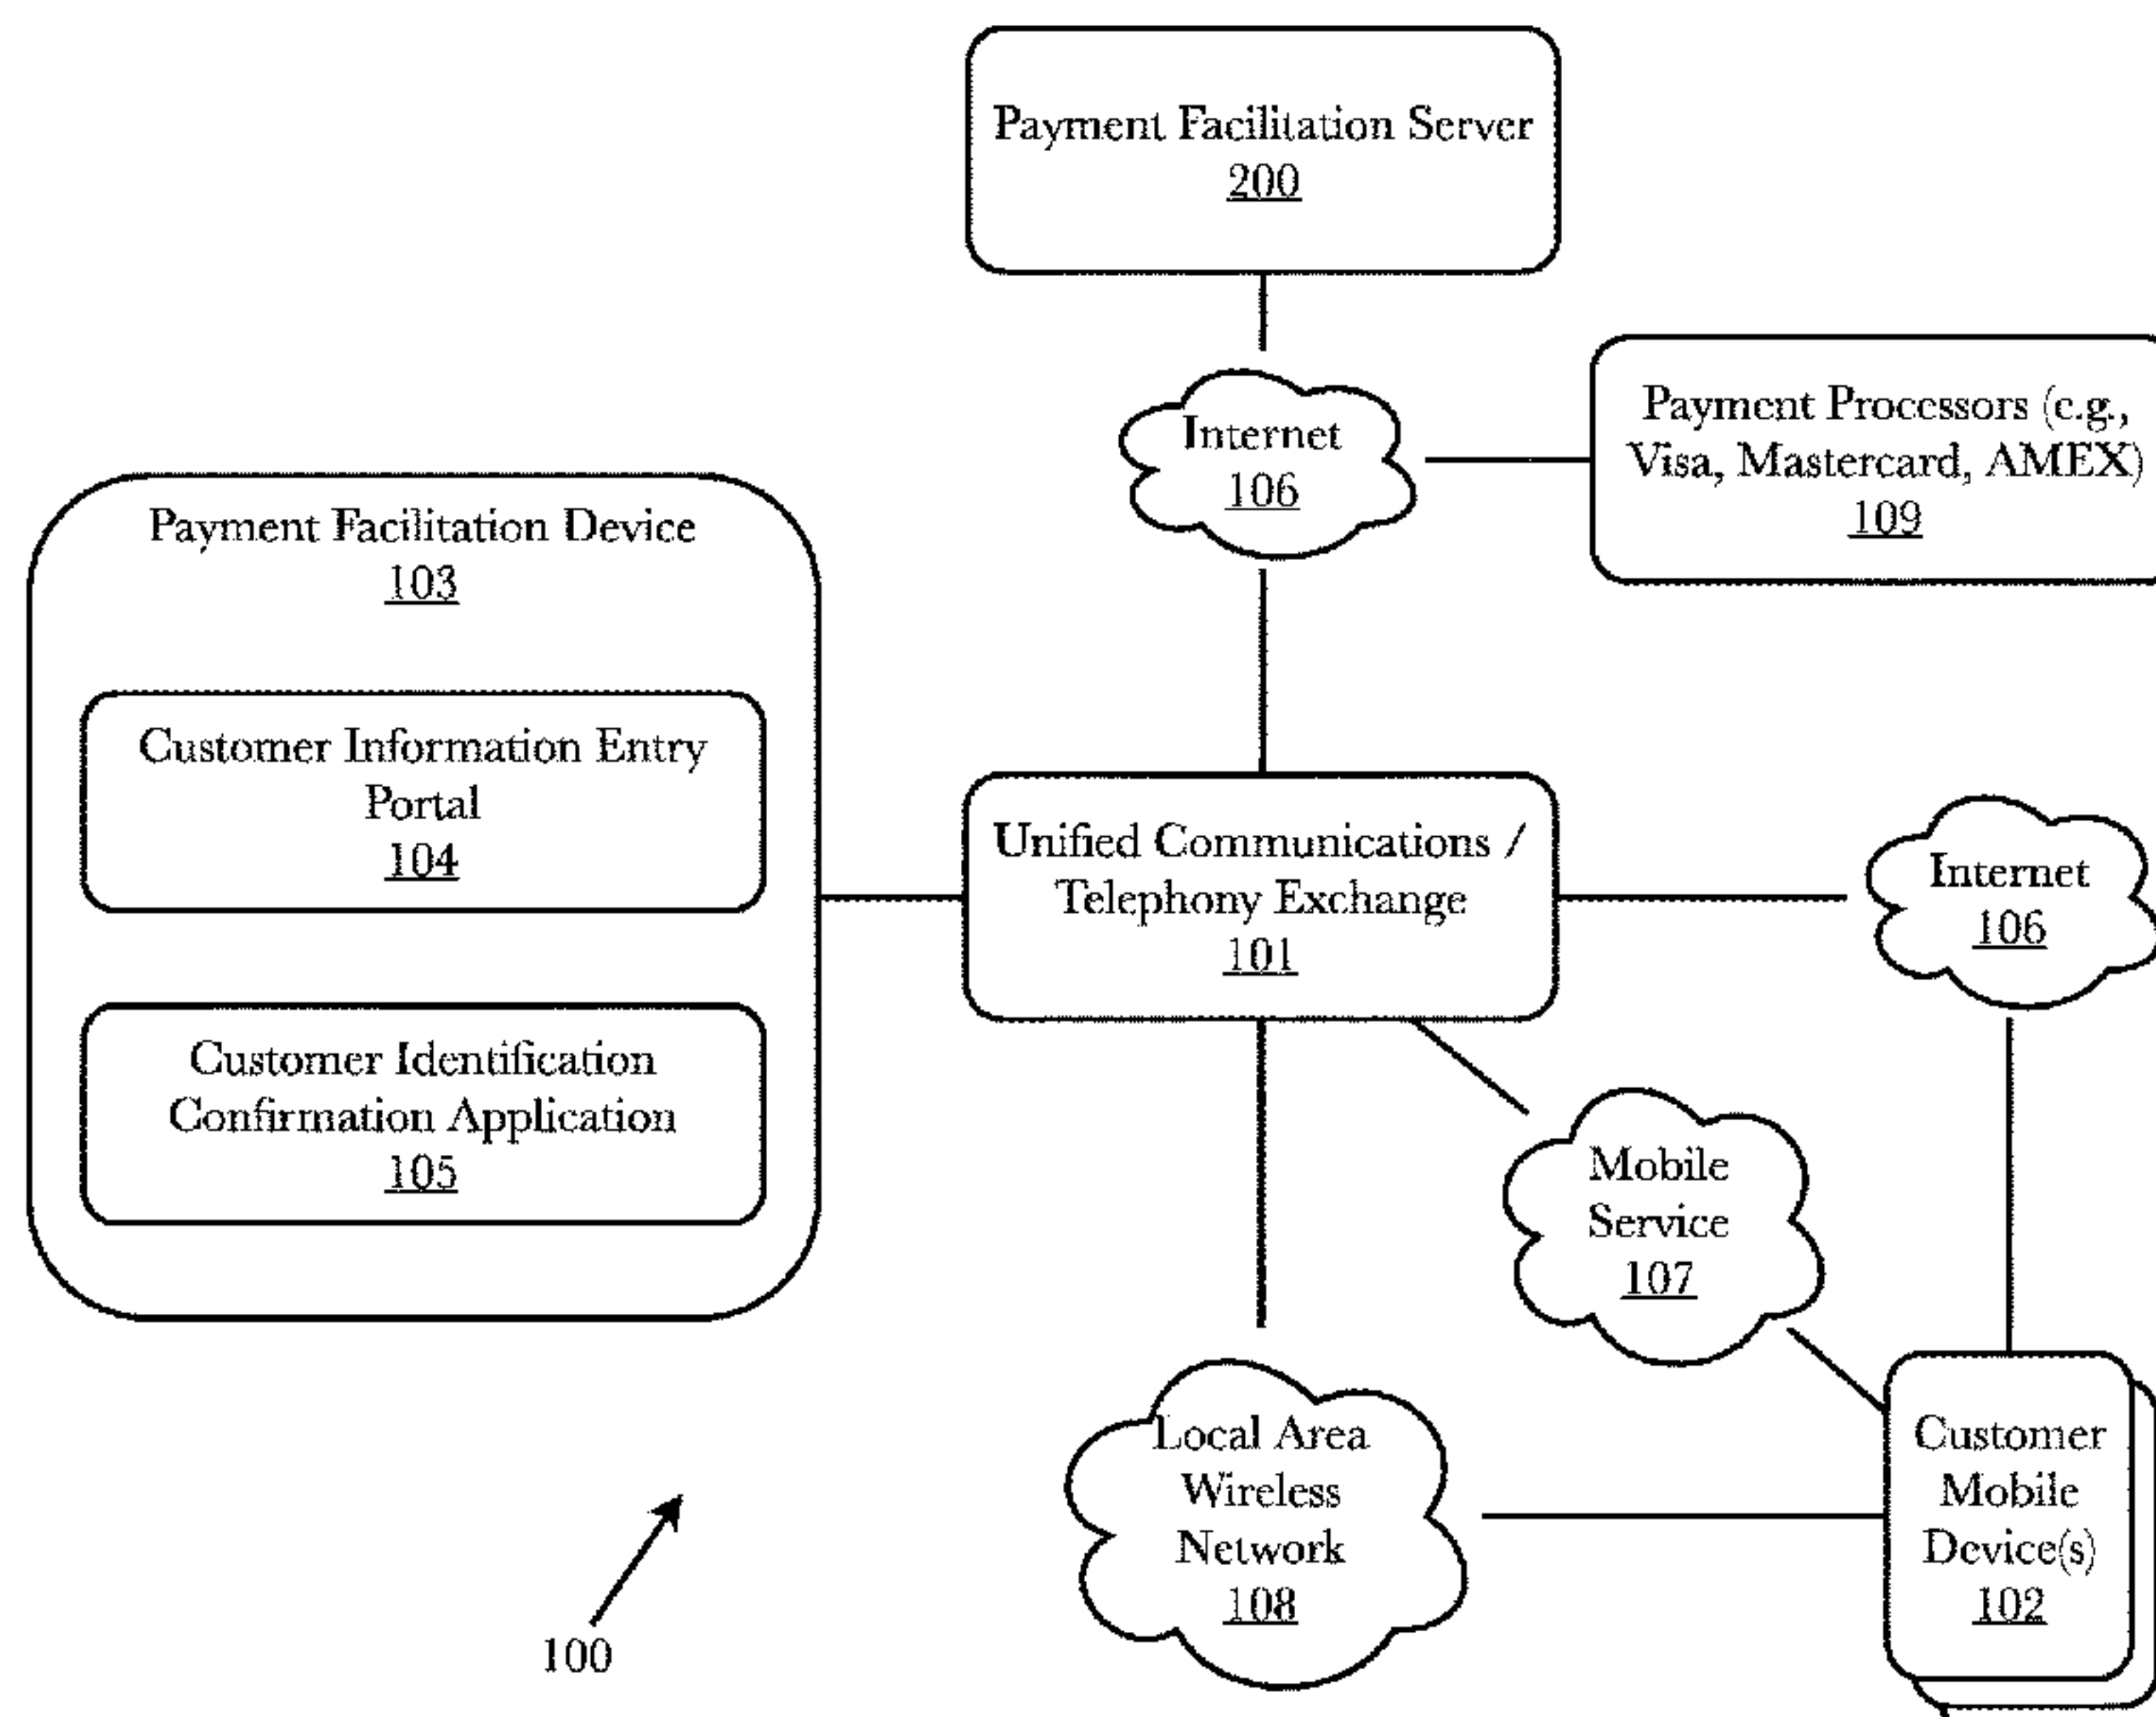 Payment Facilitation Server
200
Internet
106
Payment Processors (e.g.,
Visa, Mastercard, AMEX)
109
Payment Facilitation Device
103
Customer Information Entry
Portal
104
Customer Identification
Confirmation Application
105
Unified Communications /
Telephony Exchange
101
Internet
106
Mobile
Service
107
Local Area
Wireless
Network
108
Customer
Mobile
Device(s)
102
100